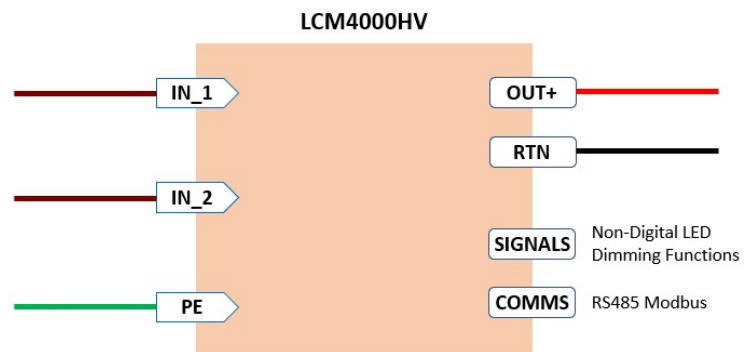 LCM4000HV
IN_1
OUT+
RTN
IN_2
SIGNALS
Non-Digital LED
Dimming Functions
PE
COMMS
RS485 Modbus